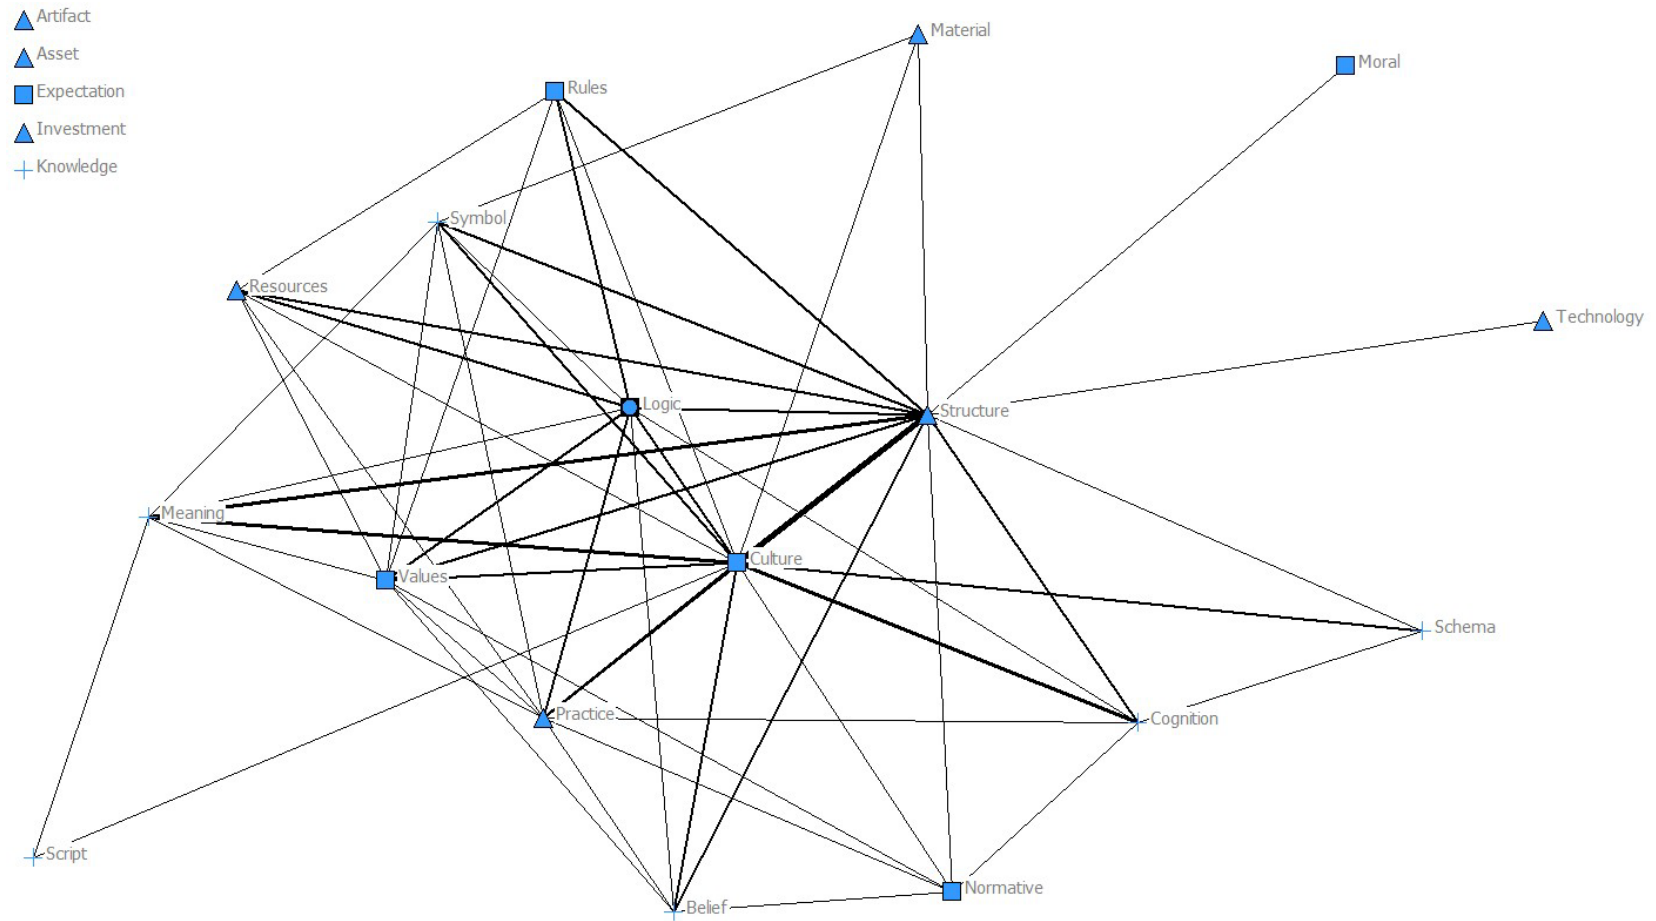 Artifact
Asset
Expectation
Investment
Knowledge
Material
Moral
Rules
Symbol
Resources
Technology
Logic
Structure
Meaning
Culture
Values
Schema
Practice
Cognition
Script
Normative
Belief